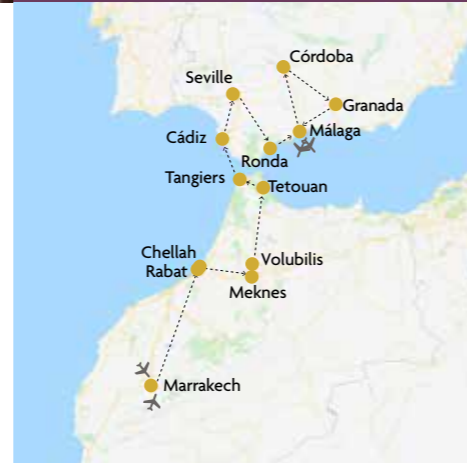 Córdoba
Seville
Granada
Málaga
Cádiz
Ronda
Tangiers
Tetouan
Chellah
Rabat
Volubilis
Meknes
Marrakech